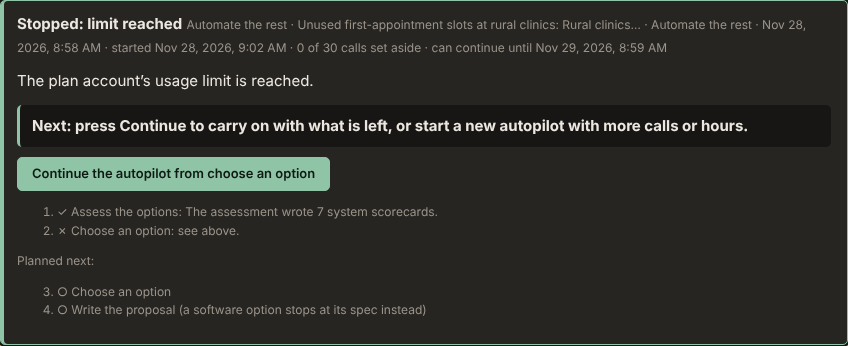 Stopped: limit reached Automate the rest · Unused first-appointment slots at rural clinics: Rural clinics... · Automate the rest · Nov 28,
2026, 8:58 AM · started Nov 28, 2026, 9:02 AM · 0 of 30 calls set aside · can continue until Nov 29, 2026, 8:59 AM
The plan account’s usage limit is reached.
Next: press Continue to carry on with what is left, or start a new autopilot with more calls or hours.
Continue the autopilot from choose an option
1. ✓ Assess the options: The assessment wrote 7 system scorecards.
2. × Choose an option: see above.
Planned next:
3. ○ Choose an option
4. ○ Write the proposal (a software option stops at its spec instead)